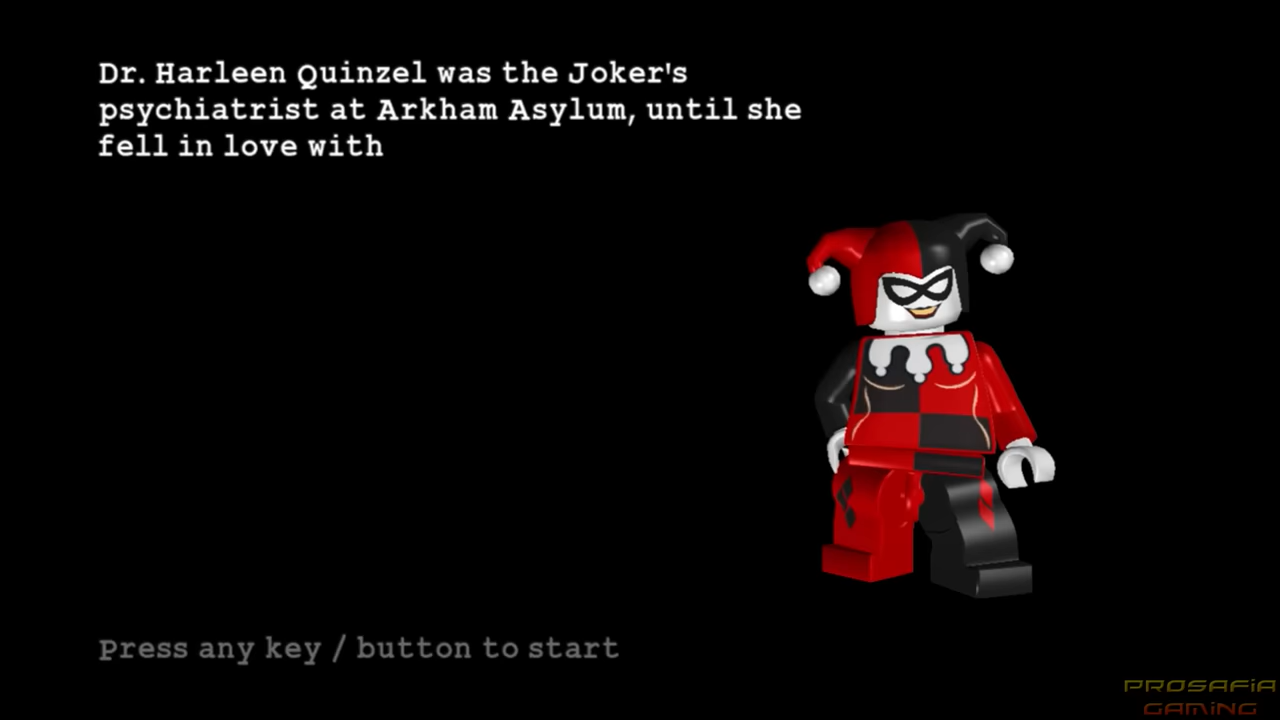 Dr. Harleen Quinzel was the Joker's
psychiatrist at Arkham Asylum, until she
fell in love with
Press any key / button to start
PROSAFiA
GAMiNG